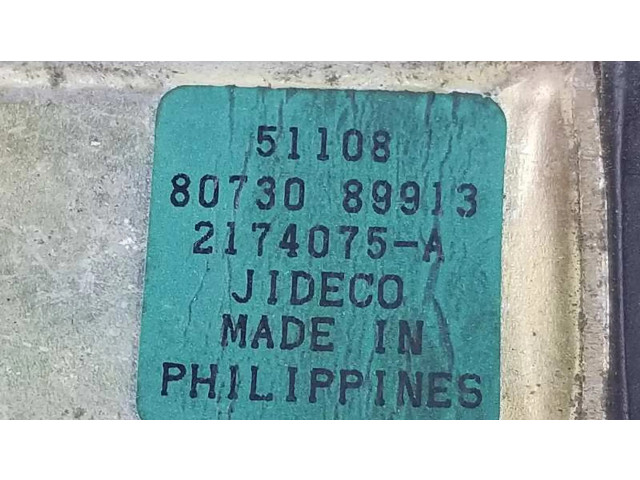 51108
80730 89913
2174075-A
JIDECO
MADE IN
PHILIPPINES